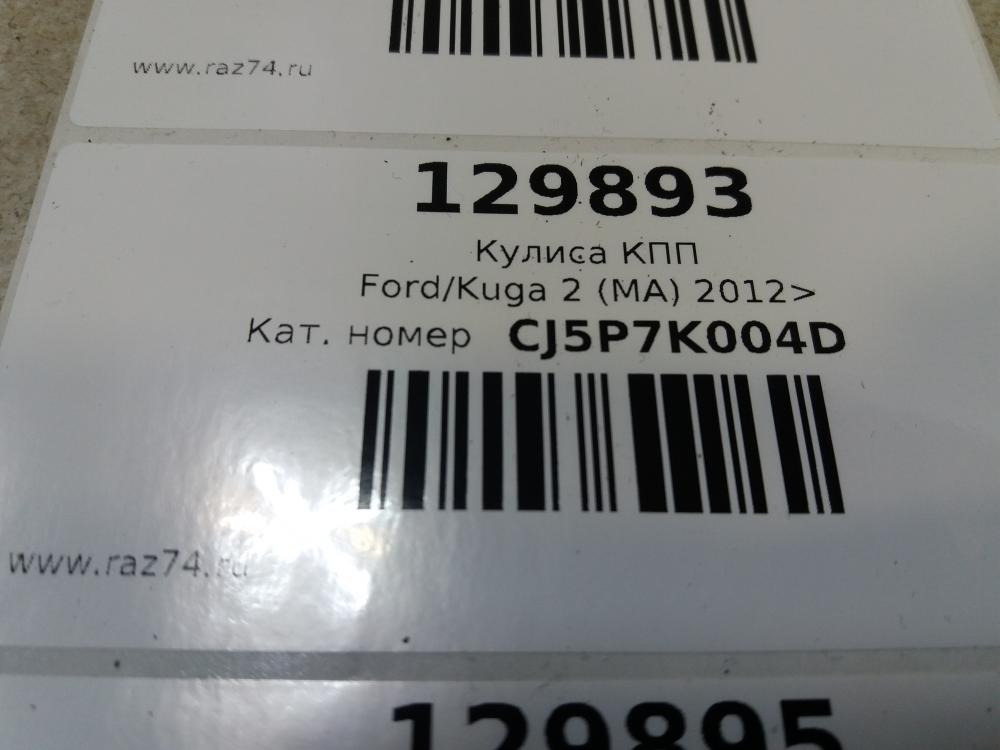 www.raz74.ru
129893
Кулиса КПП
Ford/Kuga 2 (MA) 2012>
Кат. номер CJ5P7K004D
www.raz74.ru
129895